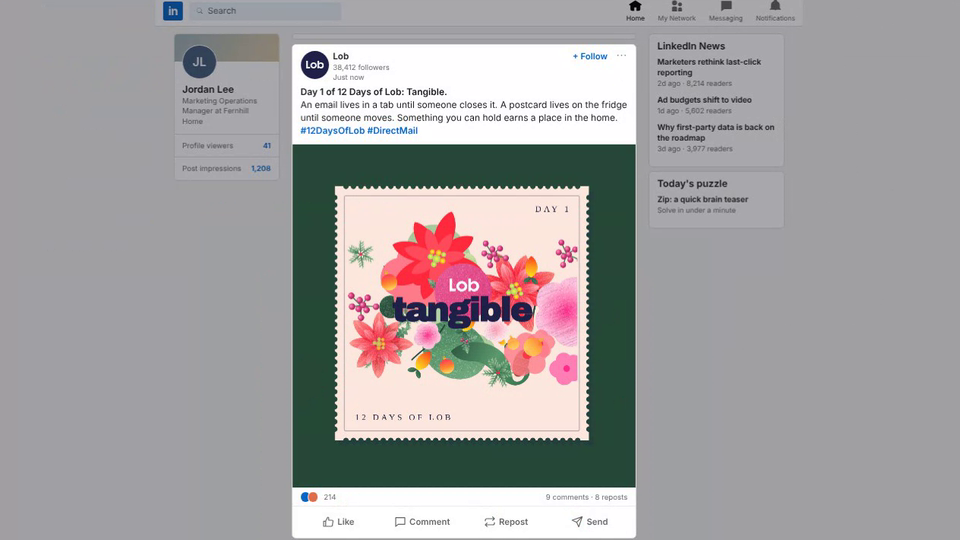 in
Search
Home
My Network
Messaging
Notifications
JL
Jordan Lee
Marketing Operations
Manager at Fernhill
Home
Profile viewers 41
Post impressions 1,208
Lob
Lob
38,412 followers
Just now
+ Follow
Day 1 of 12 Days of Lob: Tangible.
An email lives in a tab until someone closes it. A postcard lives on the fridge
until someone moves. Something you can hold earns a place in the home.
#12DaysOfLob #DirectMail
DAY 1
Lob
tangible
12 DAYS OF LOB
214
9 comments · 8 reposts
Like
Comment
Repost
Send
LinkedIn News
Marketers rethink last-click
reporting
2d ago · 8,214 readers
Ad budgets shift to video
1d ago · 5,602 readers
Why first-party data is back on
the roadmap
3d ago · 3,977 readers
Today's puzzle
Zip: a quick brain teaser
Solve in under a minute